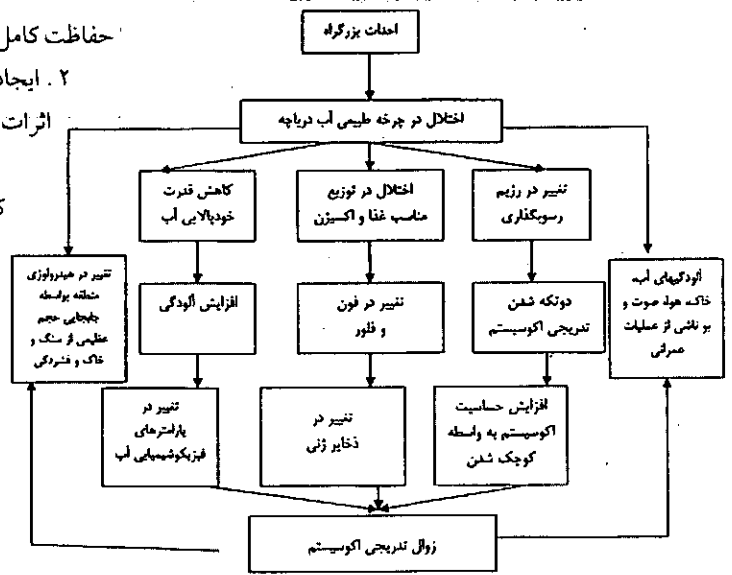 احداث بزرگراه
حفاظت کامل
۲ . ایجاد
اثرات
اختلال در چرخه طبیعی آب دریاچه
تغییر در رژیم
رسوبگذاری
اختلال در توزیع
مناسب غذا و اکسیژن
کاهش قدرت
خودپالایی آب
آلودگیهای آب،
خاک، هوا، صوت و
بو ناشی از عملیات
عمرانی
دوتکه شدن
تدریجی اکوسیستم
تغییر در فون
و فلور
افزایش آلودگی
تغییر در هیدرولوژی
منطقه بواسطه
جابجایی حجم
عظیمی از سنگ و
خاک و فشردگی
افزایش حساسیت
اکوسیستم به واسطه
کوچک شدن
تغییر در
ذخایر ژنی
تغییر در
پارامترهای
فیزیکوشیمیایی آب
زوال تدریجی اکوسیستم